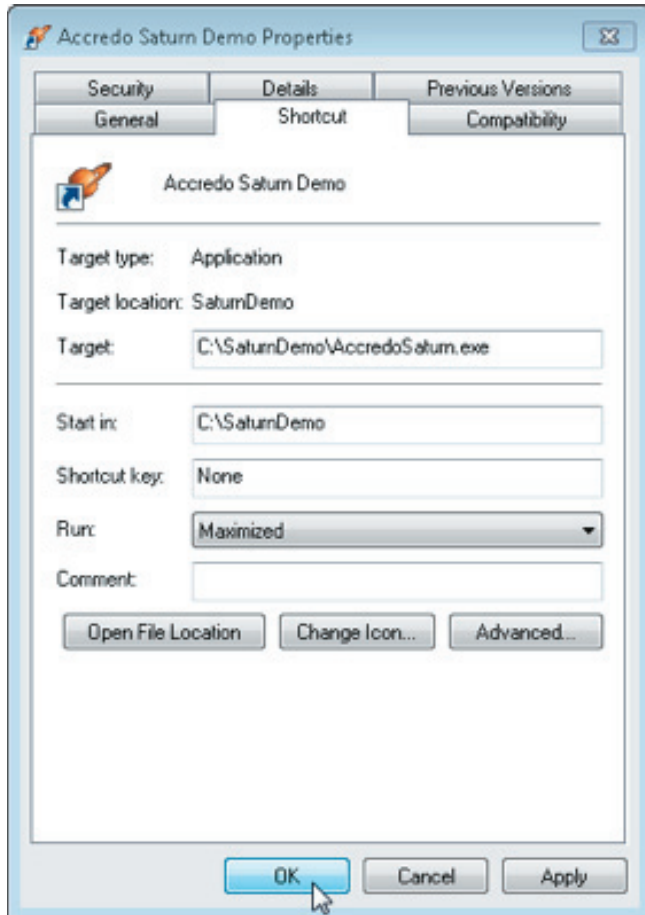 Accredo Saturn Demo Properties
Security Details Previous Versions
General Shortcut Compatibility
Accredo Saturn Demo
Target type: Application
Target location: SaturnDemo
Target: C:\SaturnDemo\AccredoSaturn.exe
Start in: C:\SaturnDemo
Shortcut key: None
Run: Maximized
Comment:
Open File Location Change Icon... Advanced...
OK Cancel Apply